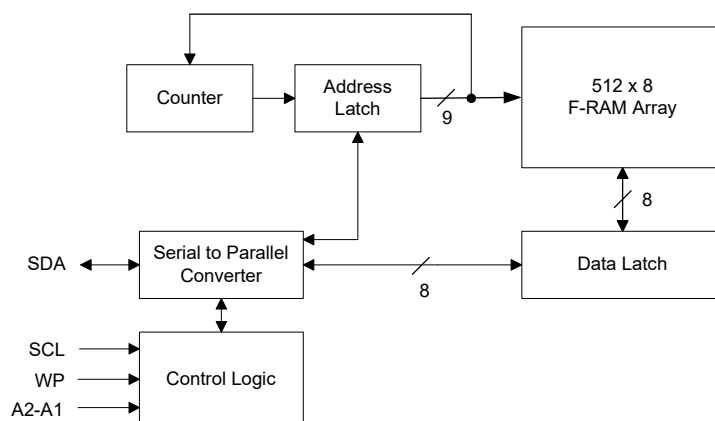 Counter
Address
Latch
9
512 x 8
F-RAM Array
8
SDA
Serial to Parallel
Converter
8
Data Latch
SCL
WP
A2-A1
Control Logic